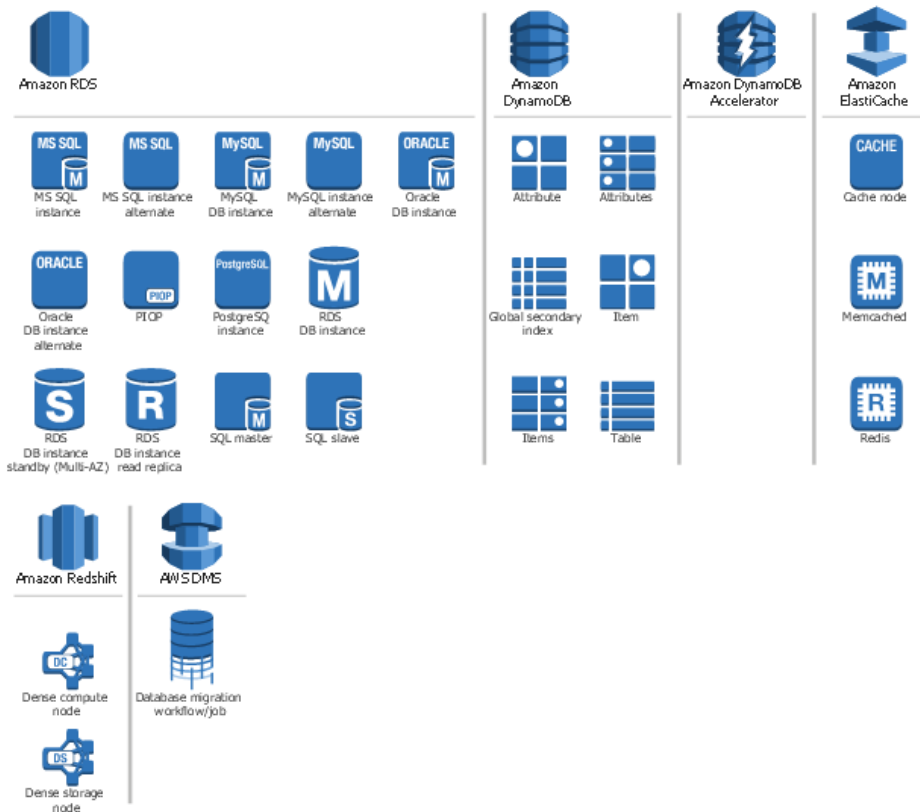 Amazon RDS
MS SQL
M
MS SQL
instance
MS SQL
MS SQL instance
alternate
MySQL
M
MySQL
DB instance
MySQL
MySQL instance
alternate
ORACLE
M
Oracle
DB instance
ORACLE
Oracle
DB instance
alternate
PIOP
PIOP
PostgreSQL
PostgreSQ
instance
M
RDS
DB instance
S
RDS
DB instance
standby (Multi-AZ)
R
RDS
DB instance
read replica
M
SQL master
S
SQL slave
Amazon
DynamoDB
Attribute
Attributes
Global secondary
index
Item
Items
Table
Amazon DynamoDB
Accelerator
Amazon
ElastiCache
CACHE
Cache node
M
Memcached
R
Redis
Amazon Redshift
DC
Dense compute
node
DS
Dense storage
node
AWS DMS
Database migration
workflow/job